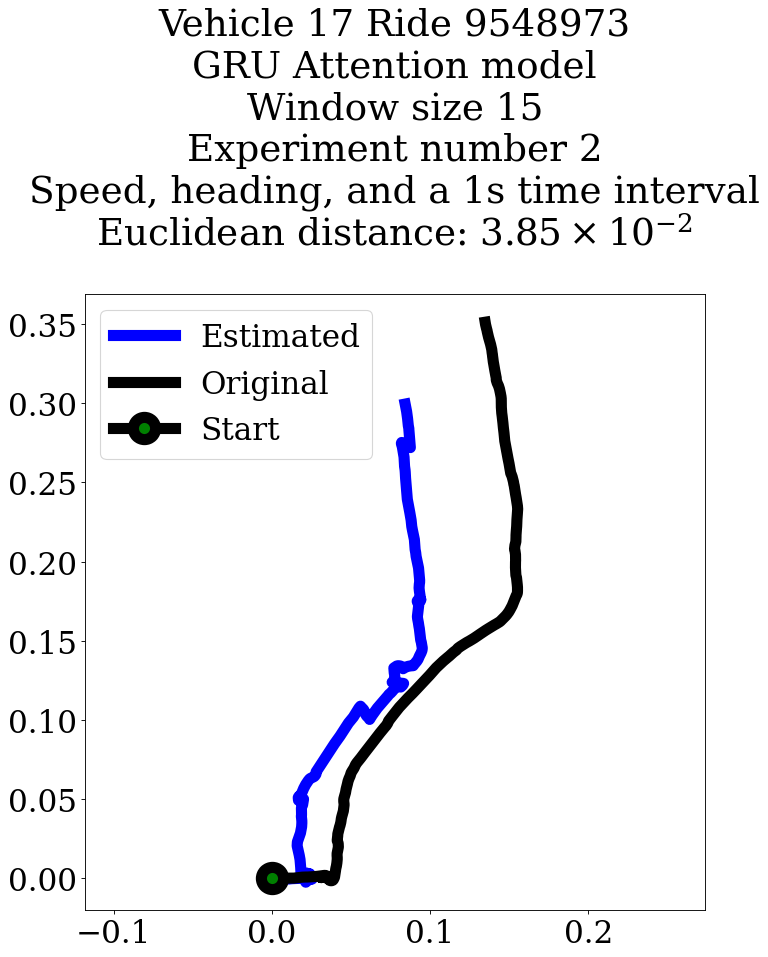 Vehicle 17 Ride 9548973
GRU Attention model
Window size 15
Experiment number 2
Speed, heading, and a 1s time interval
Euclidean distance: 3.85 × 10⁻²
Estimated
Original
Start
0.35
0.30
0.25
0.20
0.15
0.10
0.05
0.00
−0.1
0.0
0.1
0.2